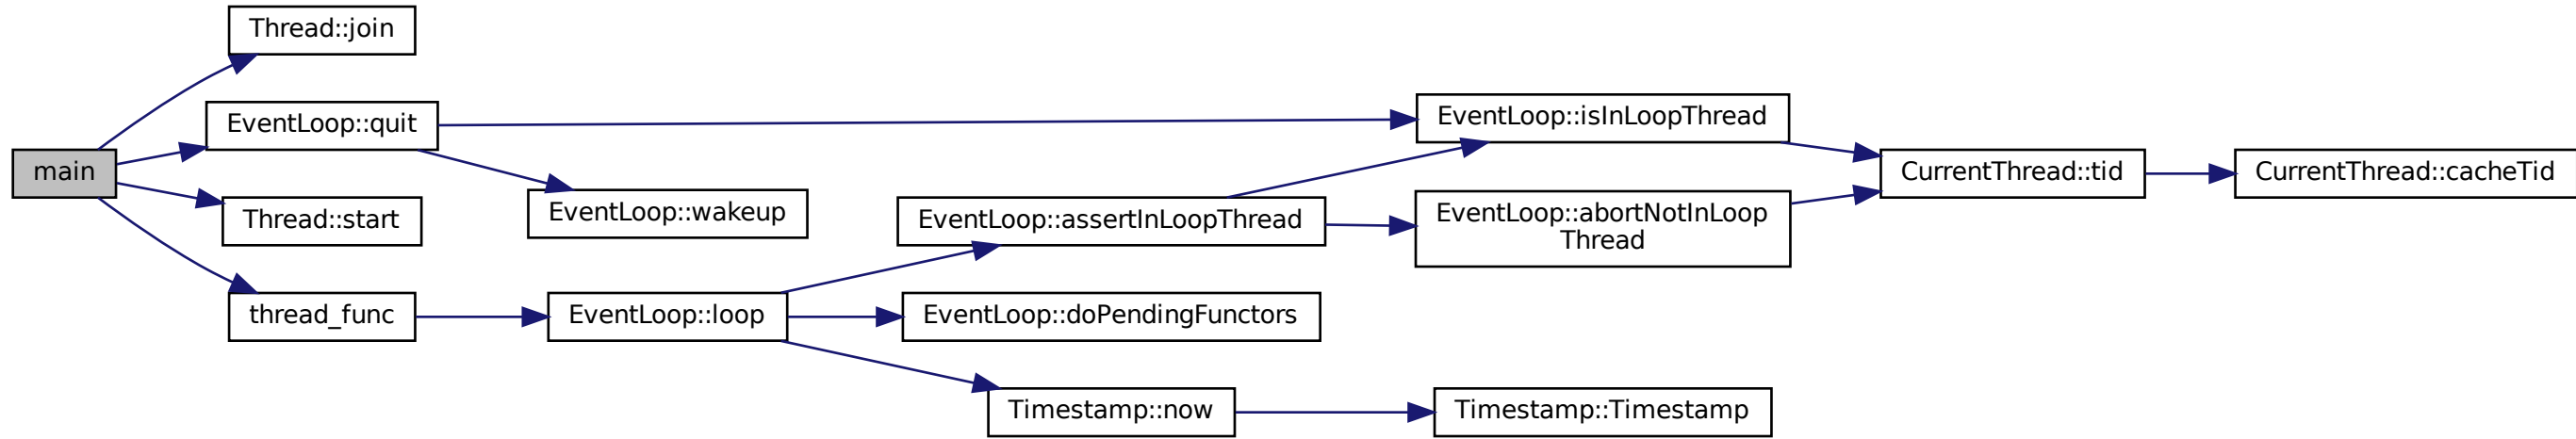 main
Thread::join
EventLoop::quit
Thread::start
thread_func
EventLoop::wakeup
EventLoop::loop
EventLoop::assertInLoopThread
EventLoop::doPendingFunctors
Timestamp::now
EventLoop::isInLoopThread
EventLoop::abortNotInLoop
Thread
Timestamp::Timestamp
CurrentThread::tid
CurrentThread::cacheTid